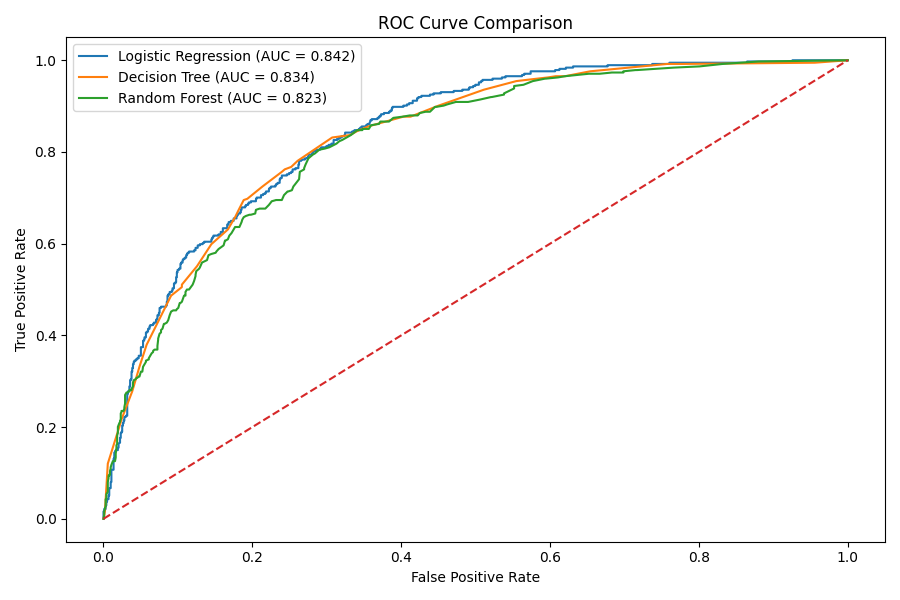 ROC Curve Comparison
Logistic Regression (AUC = 0.842)
Decision Tree (AUC = 0.834)
Random Forest (AUC = 0.823)
True Positive Rate
1.0
0.8
0.6
0.4
0.2
0.0
0.0 0.2 0.4 0.6 0.8 1.0
False Positive Rate